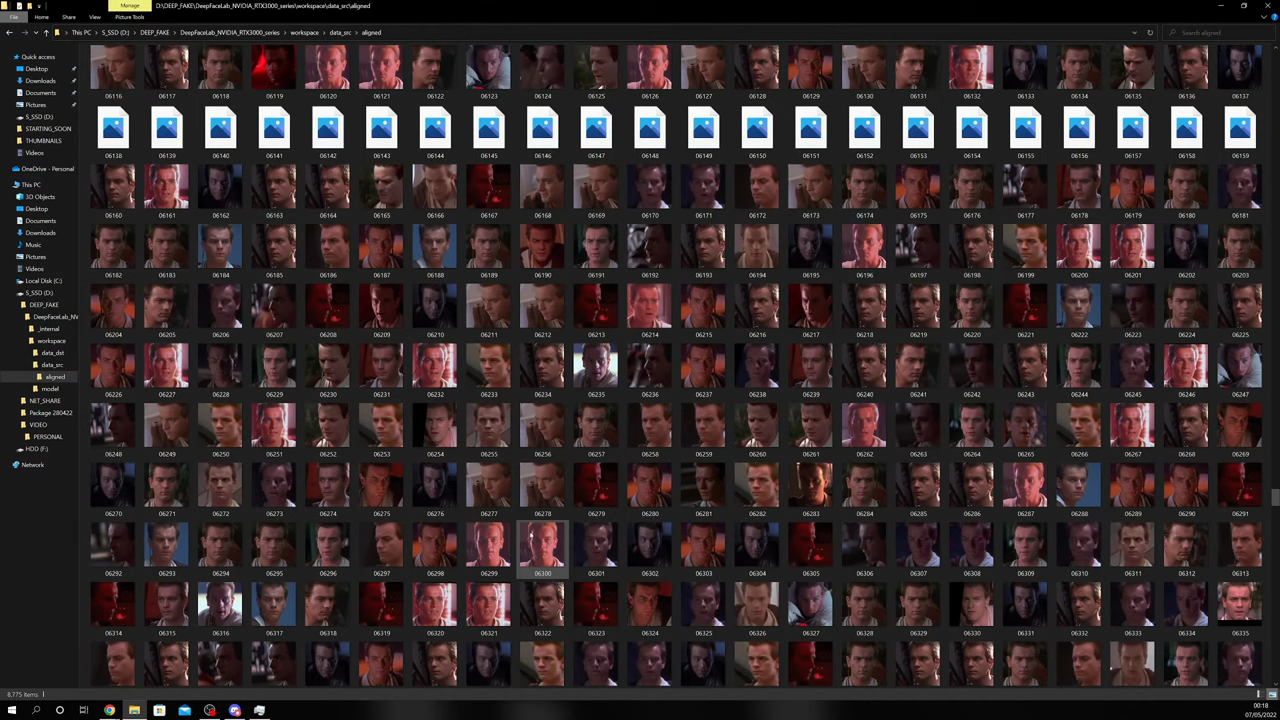 Manage
D:\DEEP_FAKE\DeepFaceLab_NVIDIA_RTX3000_series\workspace\data_src\aligned
File
Home
Share
View
Picture Tools
This PC
S_SSD (D:)
DEEP_FAKE
DeepFaceLab_NVIDIA_RTX3000_series
workspace
data_src
aligned
Search aligned
Quick access
Desktop
Downloads
Documents
Pictures
S_SSD (D:)
STARTING_SOON
THUMBNAILS
Videos
OneDrive - Personal
This PC
3D Objects
Desktop
Documents
Downloads
Music
Pictures
Videos
Local Disk (C:)
S_SSD (D:)
DEEP_FAKE
DeepFaceLab_NV
_internal
workspace
data_dst
data_src
aligned
model
NET_SHARE
Package 280422
VIDEO
PERSONAL
HDD (F:)
Network
06116 06117 06118 06119 06120 06121 06122 06123 06124 06125 06126 06127 06128 06129 06130 06131 06132 06133 06134 06135 06136 06137
06138 06139 06140 06141 06142 06143 06144 06145 06146 06147 06148 06149 06150 06151 06152 06153 06154 06155 06156 06157 06158 06159
06160 06161 06162 06163 06164 06165 06166 06167 06168 06169 06170 06171 06172 06173 06174 06175 06176 06177 06178 06179 06180 06181
06182 06183 06184 06185 06186 06187 06188 06189 06190 06191 06192 06193 06194 06195 06196 06197 06198 06199 06200 06201 06202 06203
06204 06205 06206 06207 06208 06209 06210 06211 06212 06213 06214 06215 06216 06217 06218 06219 06220 06221 06222 06223 06224 06225
06226 06227 06228 06229 06230 06231 06232 06233 06234 06235 06236 06237 06238 06239 06240 06241 06242 06243 06244 06245 06246 06247
06248 06249 06250 06251 06252 06253 06254 06255 06256 06257 06258 06259 06260 06261 06262 06263 06264 06265 06266 06267 06268 06269
06270 06271 06272 06273 06274 06275 06276 06277 06278 06279 06280 06281 06282 06283 06284 06285 06286 06287 06288 06289 06290 06291
06292 06293 06294 06295 06296 06297 06298 06299 06300 06301 06302 06303 06304 06305 06306 06307 06308 06309 06310 06311 06312 06313
06314 06315 06316 06317 06318 06319 06320 06321 06322 06323 06324 06325 06326 06327 06328 06329 06330 06331 06332 06333 06334 06335
8,775 items
00:18
07/05/2022